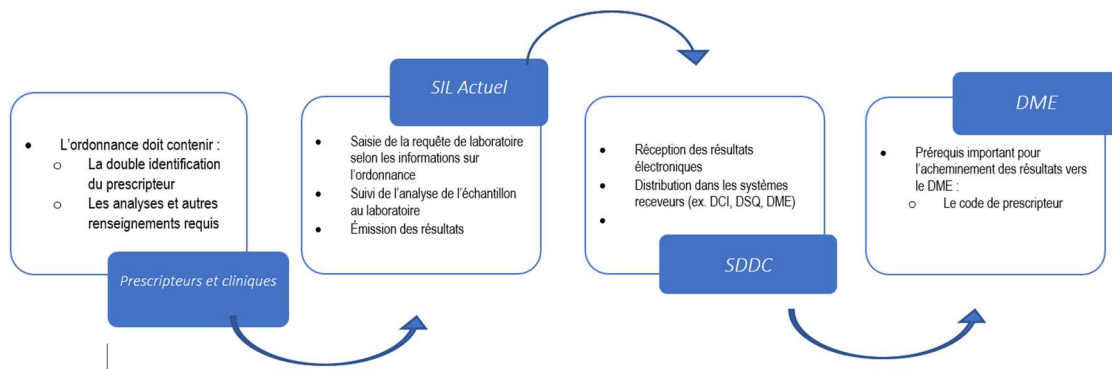 L'ordonnance doit contenir :
La double identification
du prescripteur
Les analyses et autres
renseignements requis
Prescripteurs et cliniques
SIL Actuel
Saisie de la requête de laboratoire
selon les informations sur
l'ordonnance
Suivi de l'analyse de l'échantillon
au laboratoire
Émission des résultats
Réception des résultats
électroniques
Distribution dans les systèmes
receveurs (ex. DCI, DSQ, DME)
SDDC
DME
Prérequis important pour
l'acheminement des résultats vers
le DME :
Le code de prescripteur